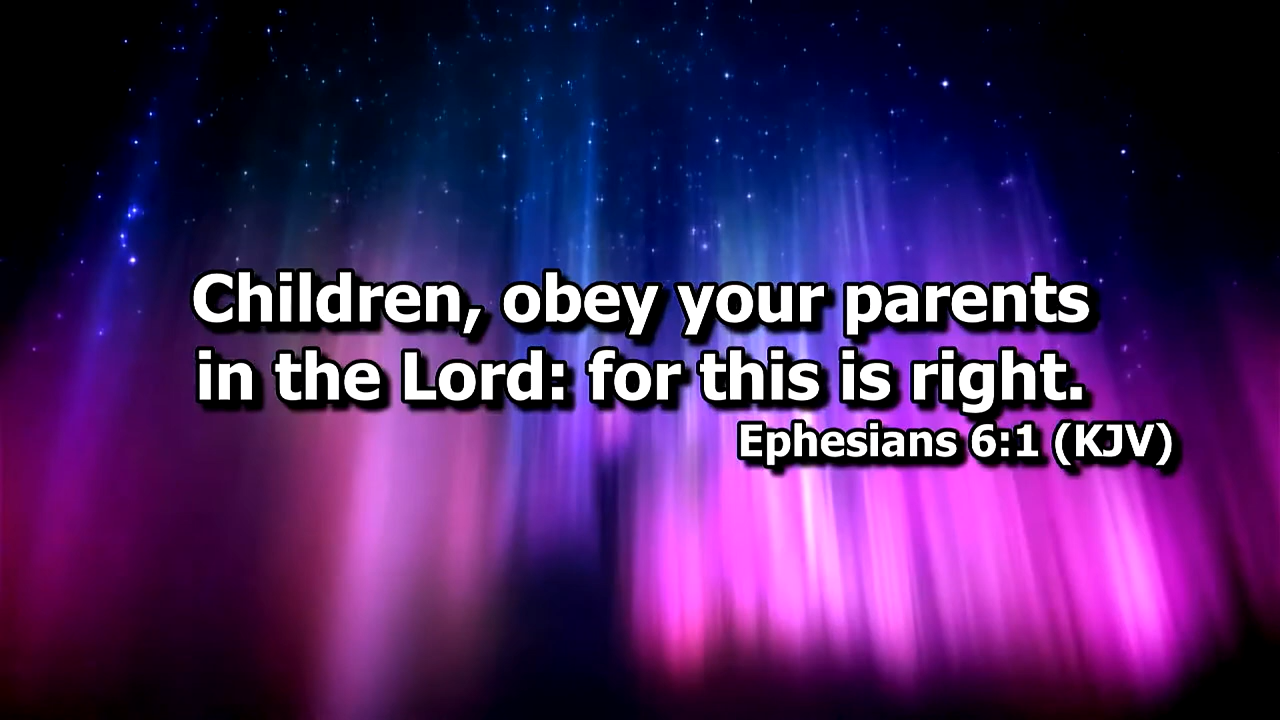 Children, obey your parents
in the Lord: for this is right.
Ephesians 6:1 (KJV)